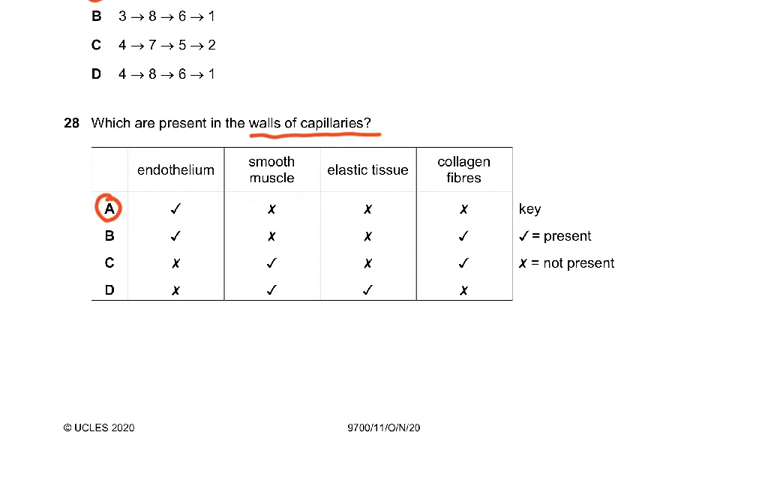 B 3 → 8 → 6 → 1
C 4 → 7 → 5 → 2
D 4 → 8 → 6 → 1
28 Which are present in the walls of capillaries?
endothelium smooth muscle elastic tissue collagen fibres
A ✓ ✗ ✗ ✗ key
B ✓ ✗ ✗ ✓ ✓ = present
C ✗ ✓ ✗ ✓ ✗ = not present
D ✗ ✓ ✓ ✗
© UCLES 2020 9700/11/O/N/20